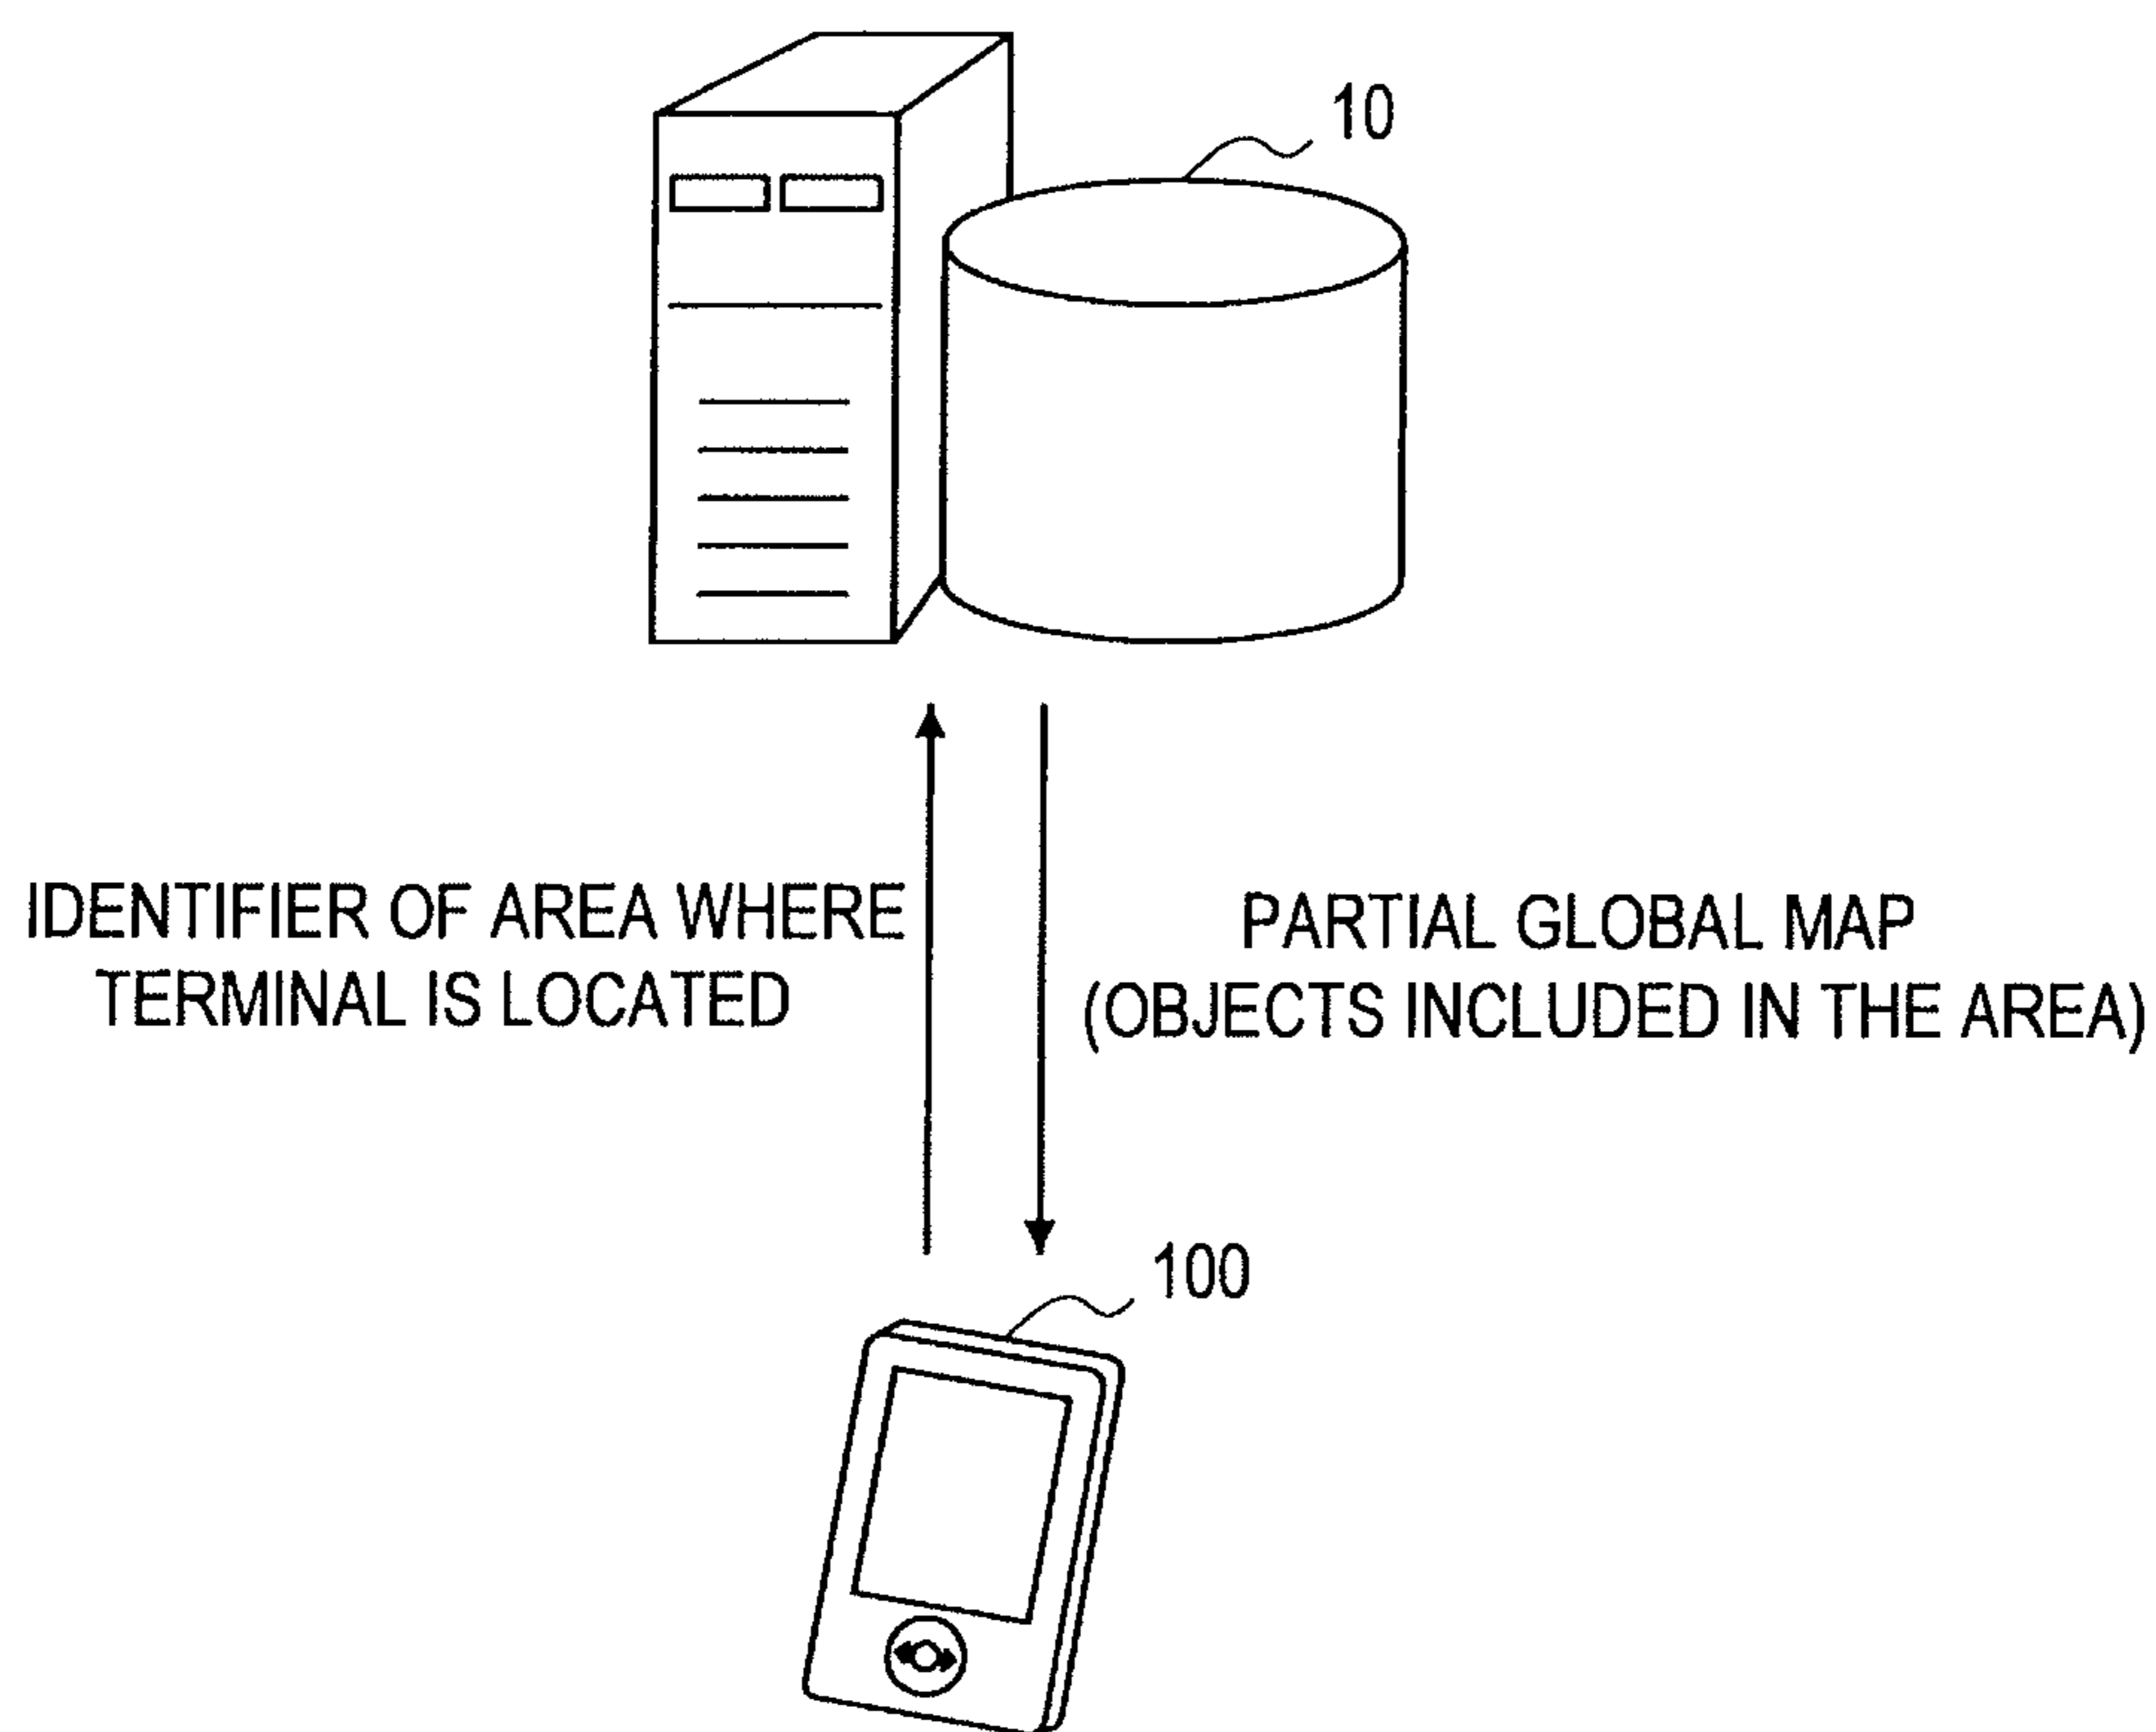 10
IDENTIFIER OF AREA WHERE
TERMINAL IS LOCATED
PARTIAL GLOBAL MAP
(OBJECTS INCLUDED IN THE AREA)
100